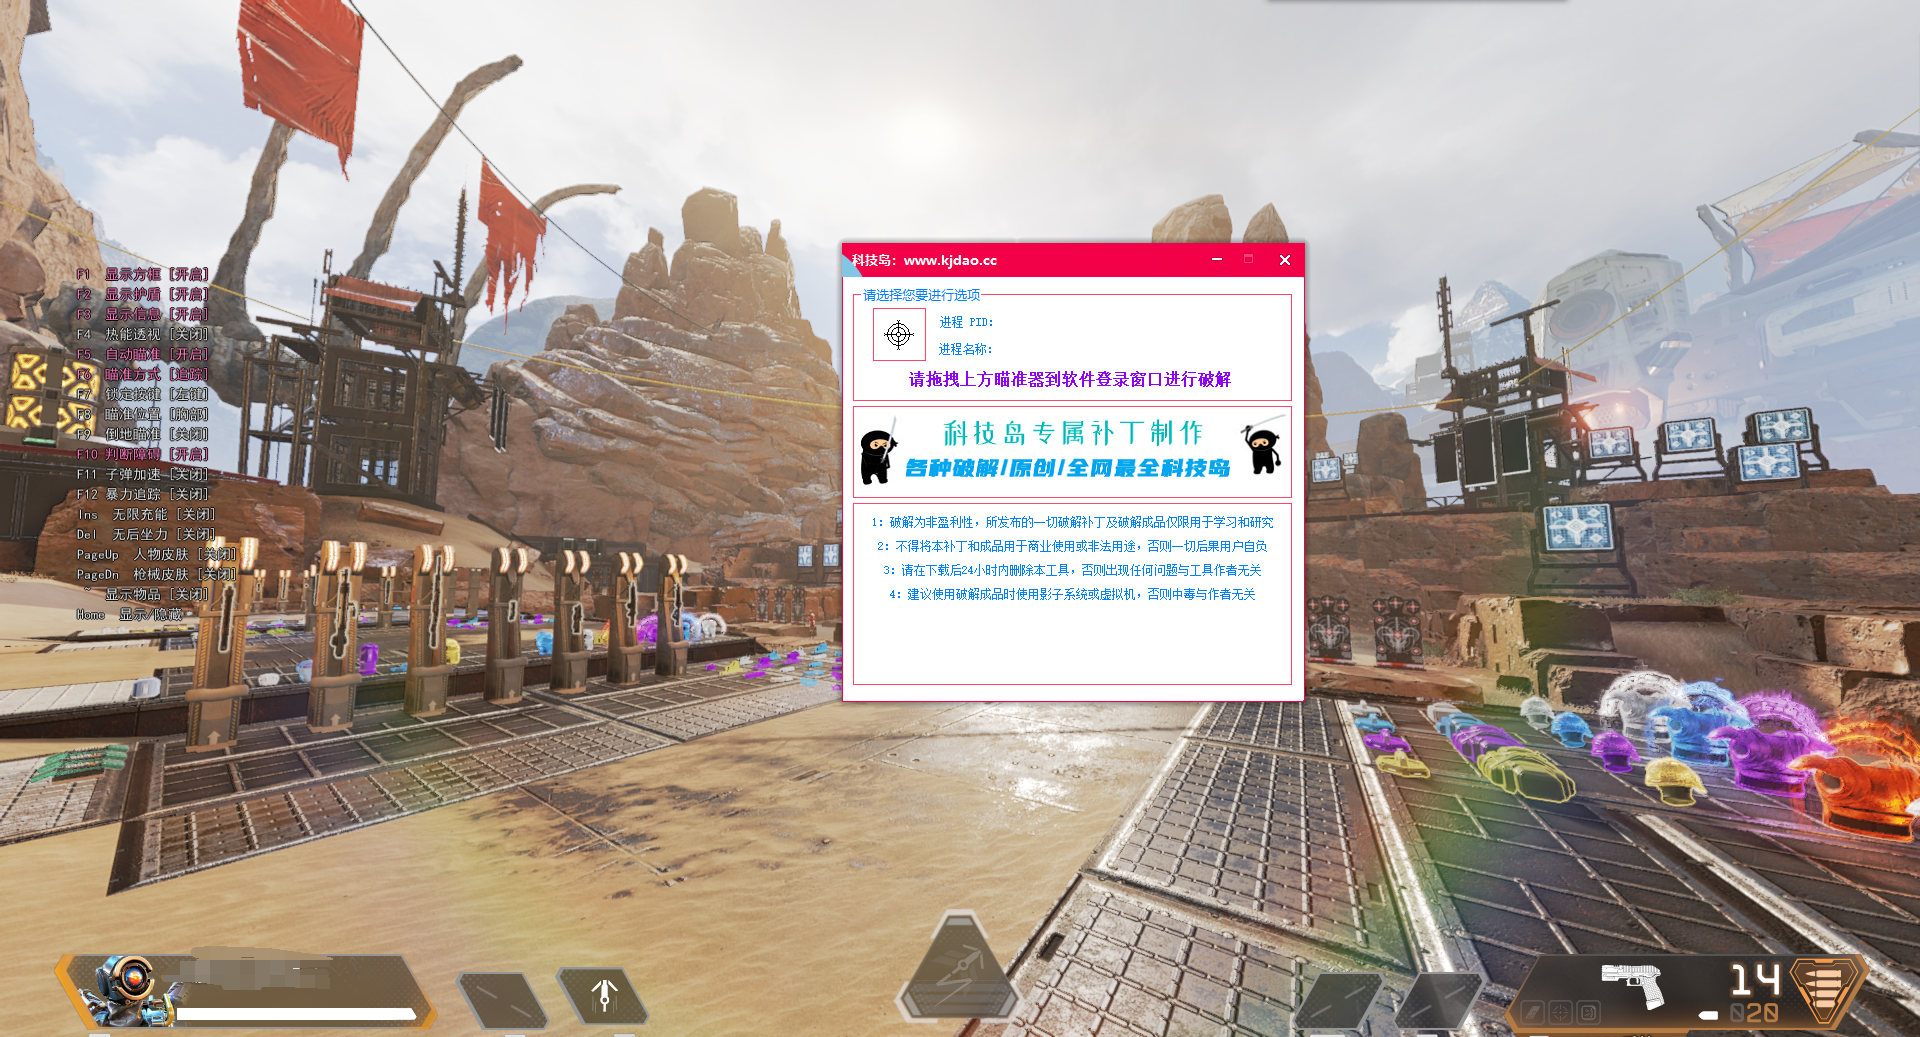 F1 显示方框 [开启]
F2 显示护盾 [开启]
F3 显示信息 [开启]
F4 热能透视 [关闭]
F5 自动瞄准 [开启]
F6 瞄准方式 [追踪]
F7 锁定按键 [左键]
F8 瞄准位置 [胸部]
F9 倒地瞄准 [关闭]
F10 判断障碍 [开启]
F11 子弹加速 [关闭]
F12 暴力追踪 [关闭]
Ins 无限充能 [关闭]
Del 无后坐力 [关闭]
PageUp 人物皮肤 [关闭]
PageDn 枪械皮肤 [关闭]
~ 显示物品 [关闭]
Home 显示/隐藏
科技岛：www.kjdao.cc
请选择您要进行选项
进程 PID：
进程名称：
请拖拽上方瞄准器到软件登录窗口进行破解
科技岛专属补丁制作
各种破解/原创/全网最全科技岛
1：破解为非盈利性，所发布的一切破解补丁及破解成品仅限用于学习和研究
2：不得将本补丁和成品用于商业使用或非法用途，否则一切后果用户自负
3：请在下载后24小时内删除本工具，否则出现任何问题与工具作者无关
4：建议使用破解成品时使用影子系统或虚拟机，否则中毒与作者无关
14
020